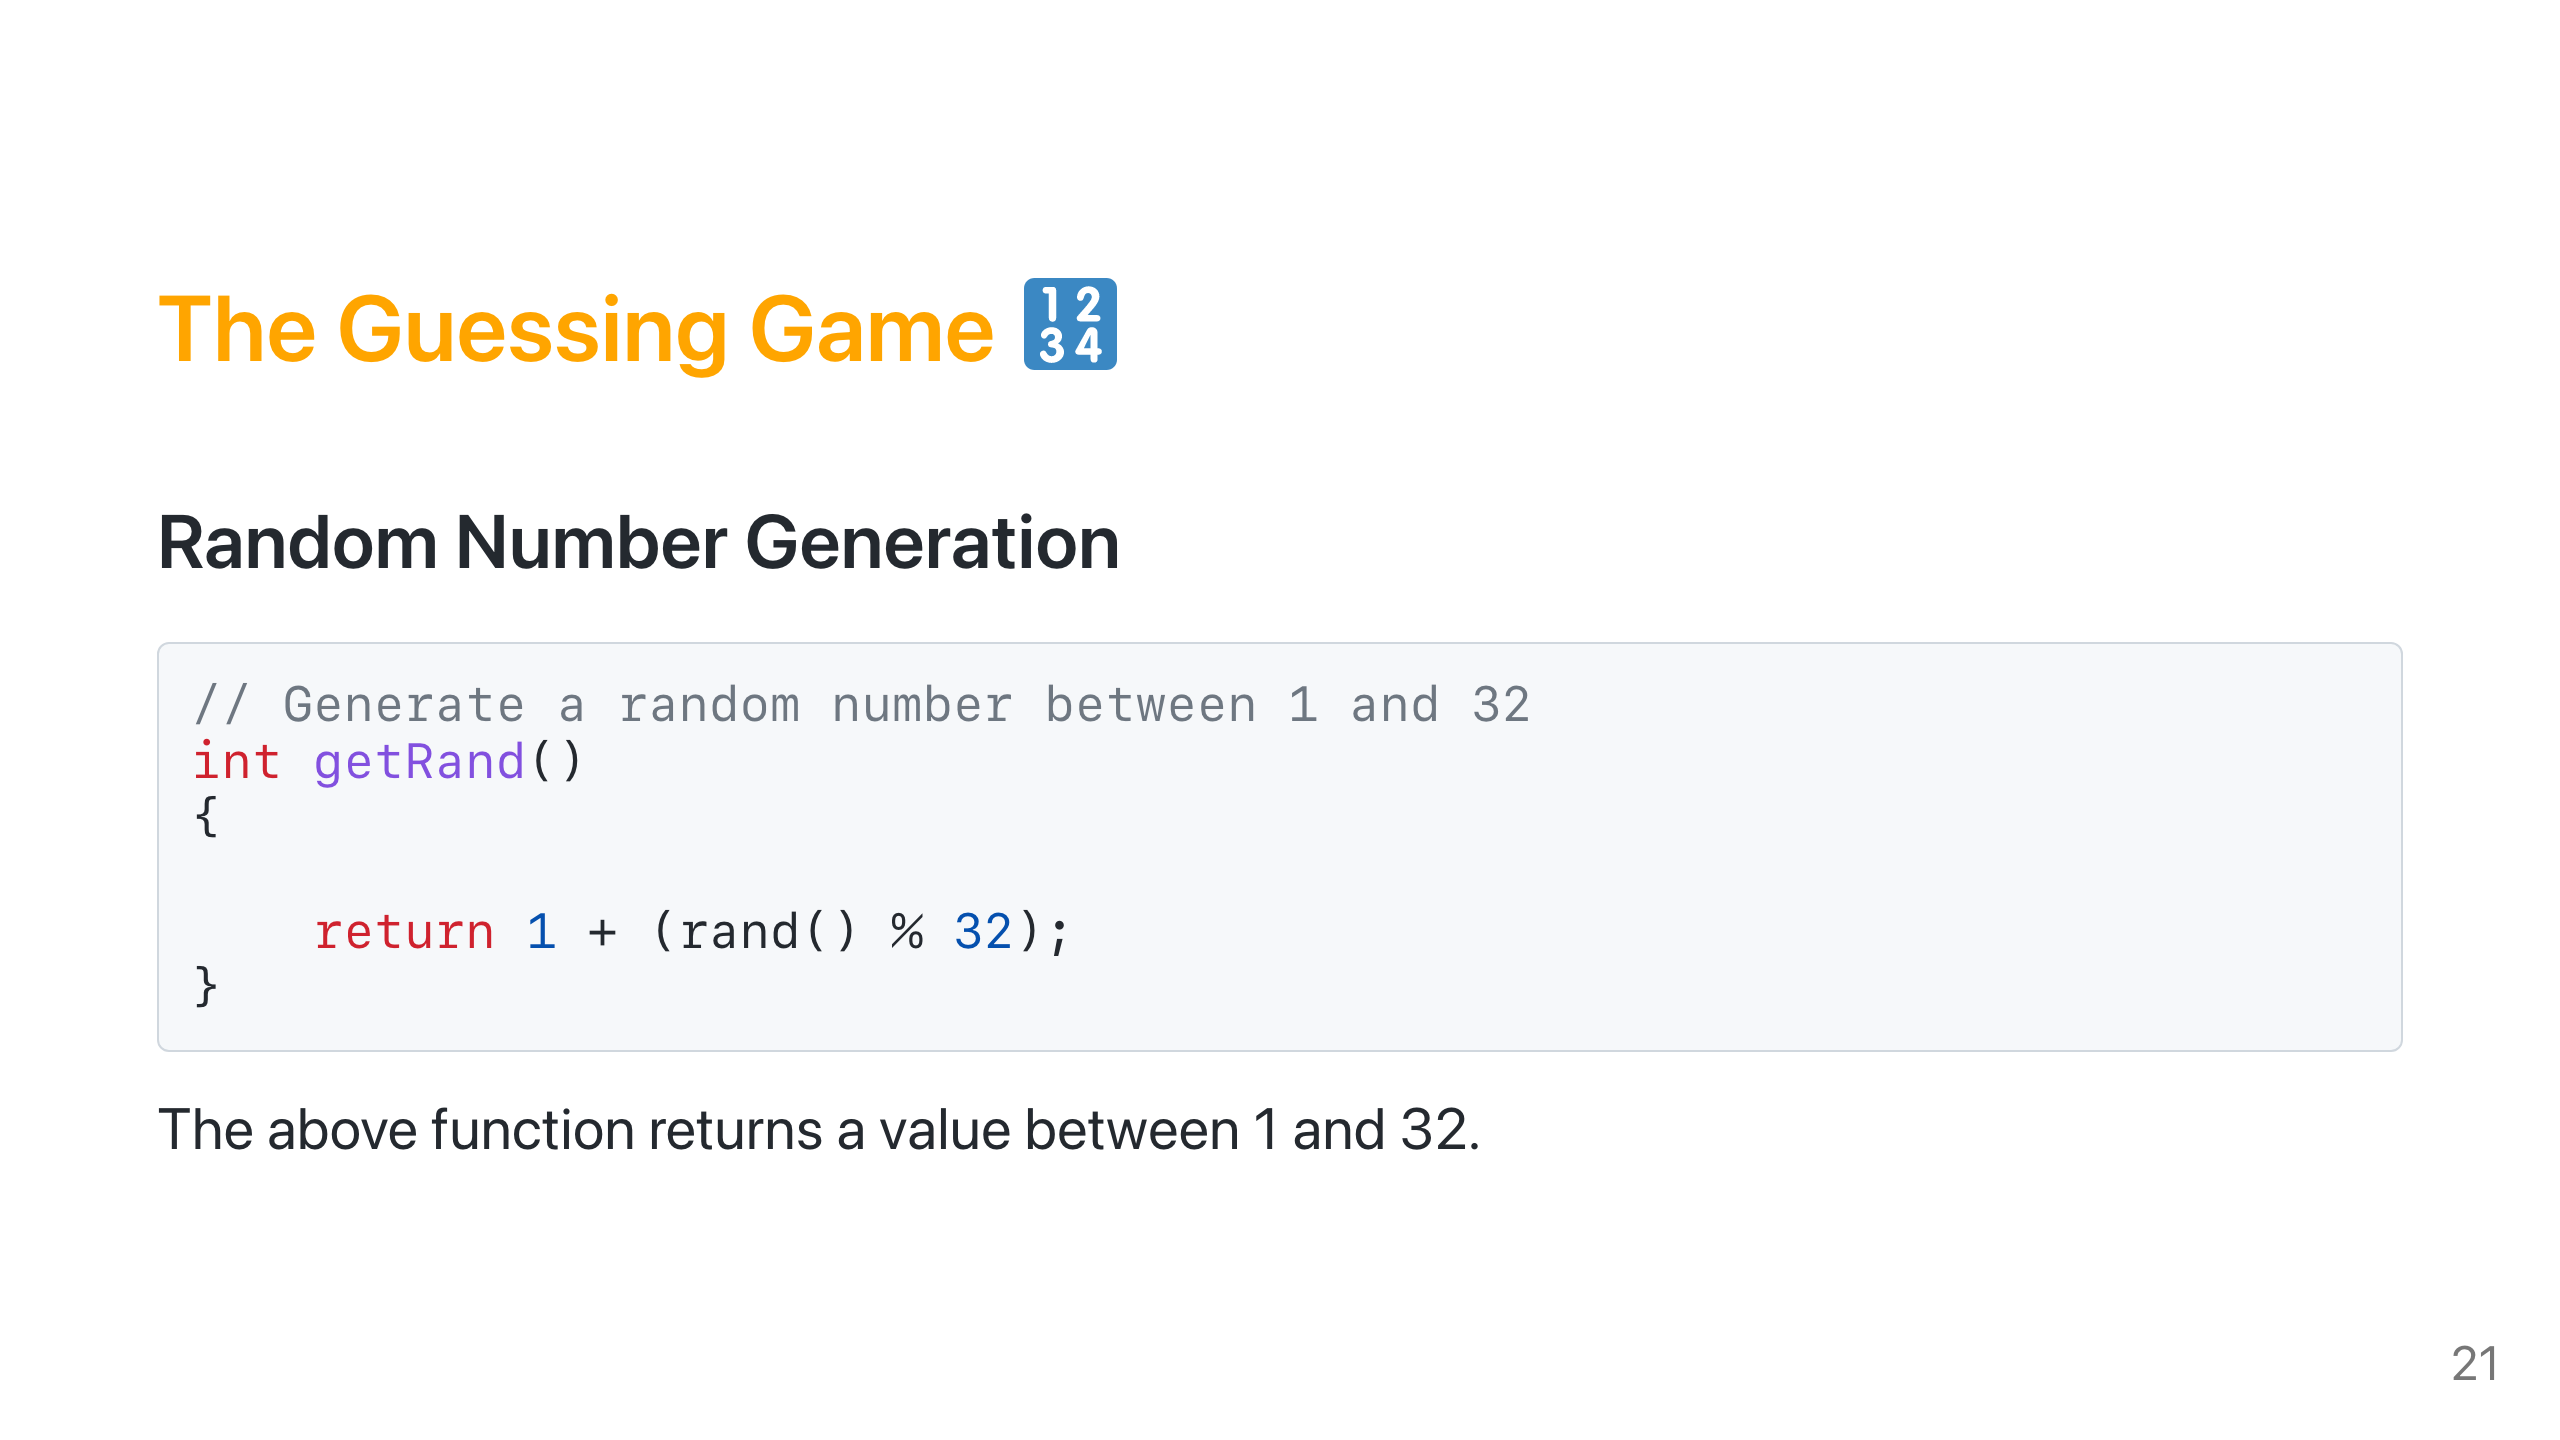 The Guessing Game 🔢
Random Number Generation
// Generate a random number between 1 and 32
int getRand()
{
    return 1 + (rand() % 32);
}
The above function returns a value between 1 and 32.
21